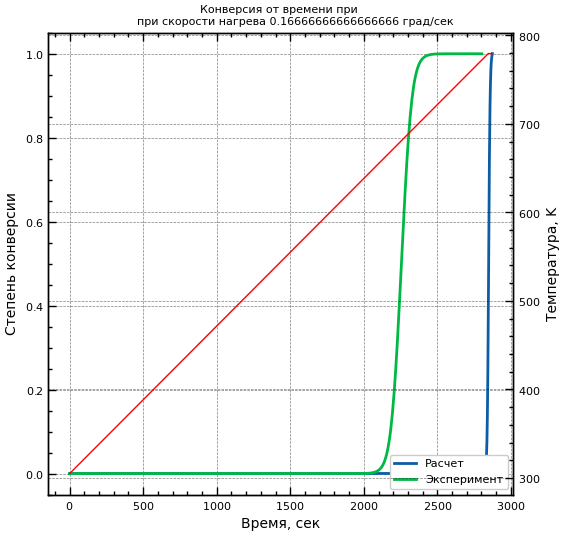 Конверсия от времени при
при скорости нагрева 0.16666666666666666 град/сек
Степень конверсии
1.0
0.8
0.6
0.4
0.2
0.0
800
700
600
500
400
300
Температура, K
Расчет
Эксперимент
0 500 1000 1500 2000 2500 3000
Время, сек